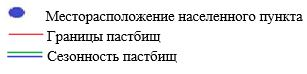 Месторасположение населенного пункта
Границы пастбищ
Сезонность пастбищ